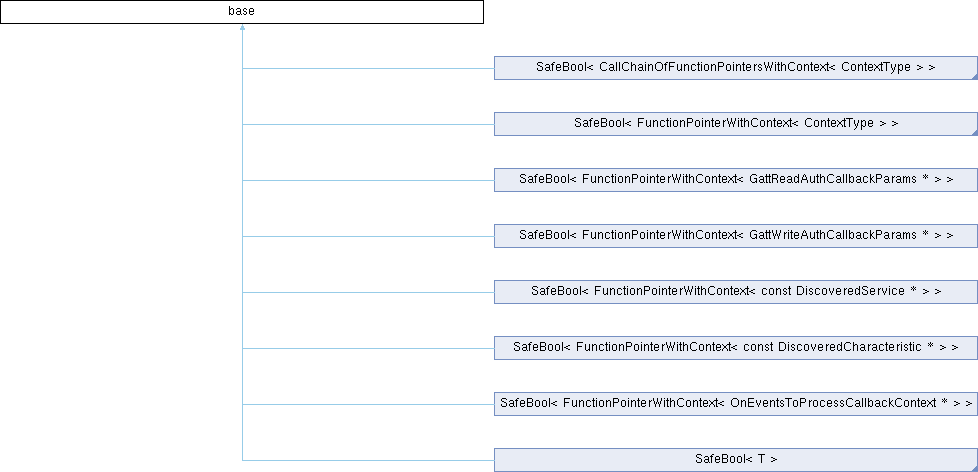 base
SafeBool< CallChainOfFunctionPointersWithContext< ContextType > >
SafeBool< FunctionPointerWithContext< ContextType > >
SafeBool< FunctionPointerWithContext< GattReadAuthCallbackParams * > >
SafeBool< FunctionPointerWithContext< GattWriteAuthCallbackParams * > >
SafeBool< FunctionPointerWithContext< const DiscoveredService * > >
SafeBool< FunctionPointerWithContext< const DiscoveredCharacteristic * > >
SafeBool< FunctionPointerWithContext< OnEventsToProcessCallbackContext * > >
SafeBool< T >